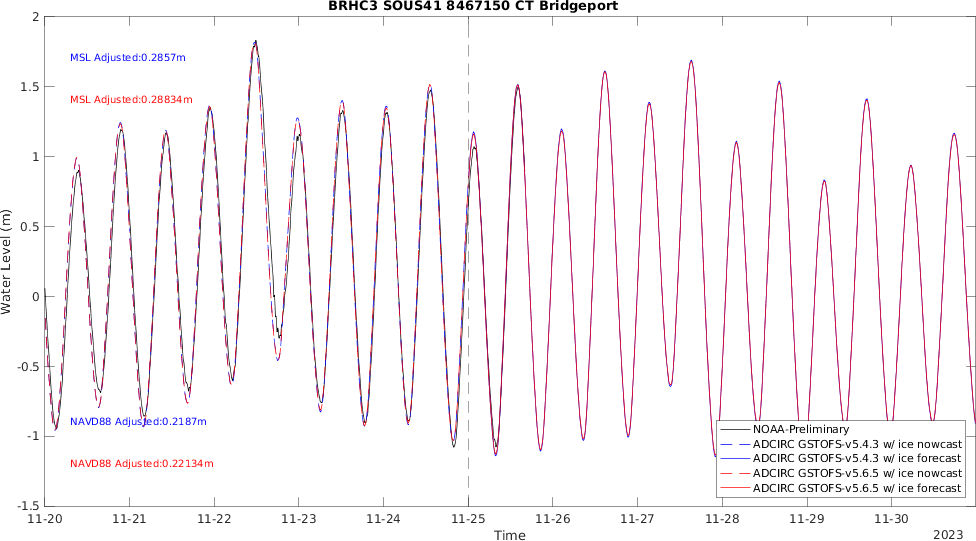 BRHC3 SOUS41 8467150 CT Bridgeport
2
1.5
1
0.5
0
-0.5
-1
-1.5
Water Level (m)
MSL Adjusted:0.2857m
MSL Adjusted:0.28834m
NAVD88 Adjusted:0.2187m
NAVD88 Adjusted:0.22134m
NOAA-Preliminary
ADCIRC GSTOFS-v5.4.3 w/ ice nowcast
ADCIRC GSTOFS-v5.4.3 w/ ice forecast
ADCIRC GSTOFS-v5.6.5 w/ ice nowcast
ADCIRC GSTOFS-v5.6.5 w/ ice forecast
11-20 11-21 11-22 11-23 11-24 11-25 11-26 11-27 11-28 11-29 11-30
Time
2023